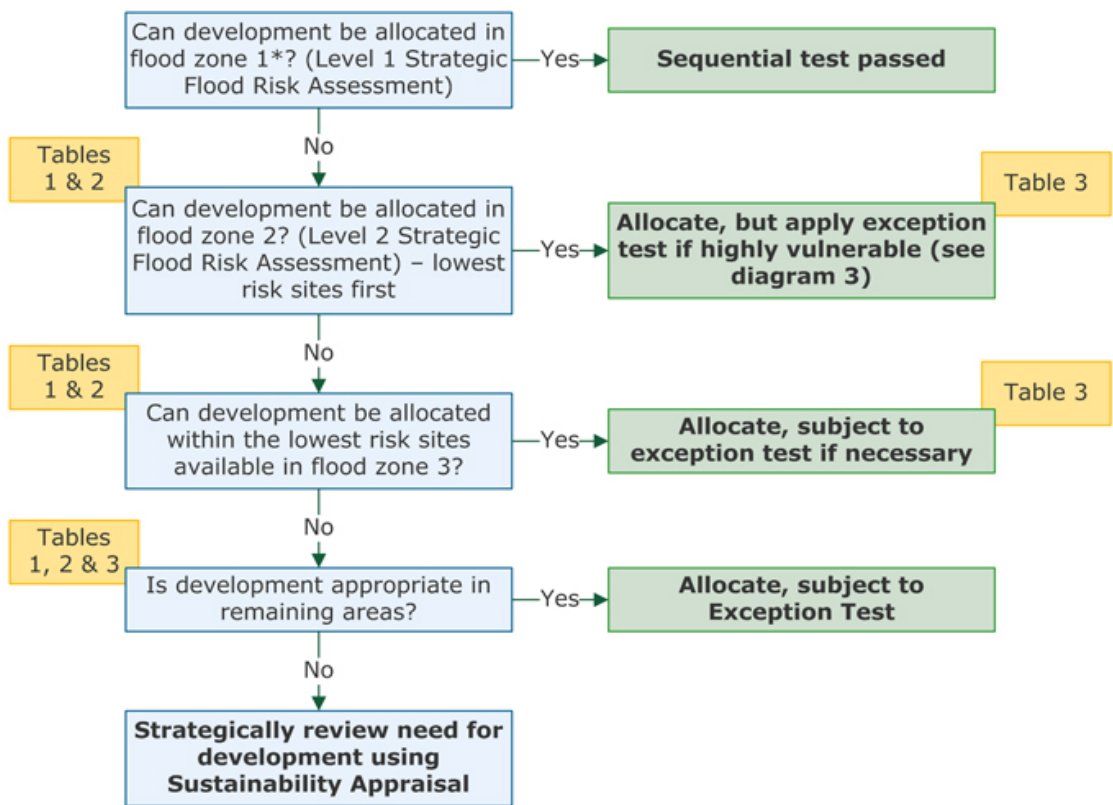 Can development be allocated in
flood zone 1*? (Level 1 Strategic
Flood Risk Assessment)
Yes
Sequential test passed
No
Tables
1 & 2
Table 3
Can development be allocated in
flood zone 2? (Level 2 Strategic
Flood Risk Assessment) – lowest
risk sites first
Yes
Allocate, but apply exception
test if highly vulnerable (see
diagram 3)
No
Tables
1 & 2
Table 3
Can development be allocated
within the lowest risk sites
available in flood zone 3?
Yes
Allocate, subject to
exception test if necessary
No
Tables
1, 2 & 3
Is development appropriate in
remaining areas?
Yes
Allocate, subject to
Exception Test
No
Strategically review need for
development using
Sustainability Appraisal